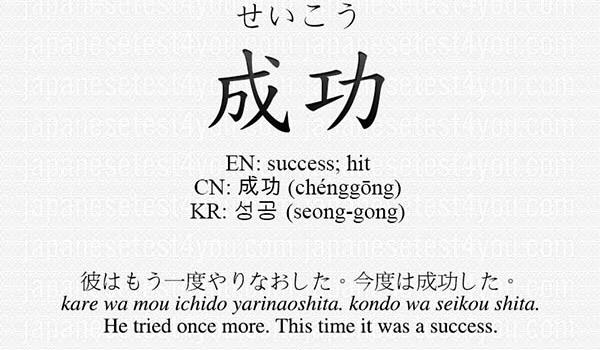 せいこう
成功
EN: success; hit
CN: 成功 (chénggōng)
KR: 성공 (seong-gong)
彼はもう一度やりなおした。今度は成功した。
kare wa mou ichido yarinaoshita. kondo wa seikou shita.
He tried once more. This time it was a success.